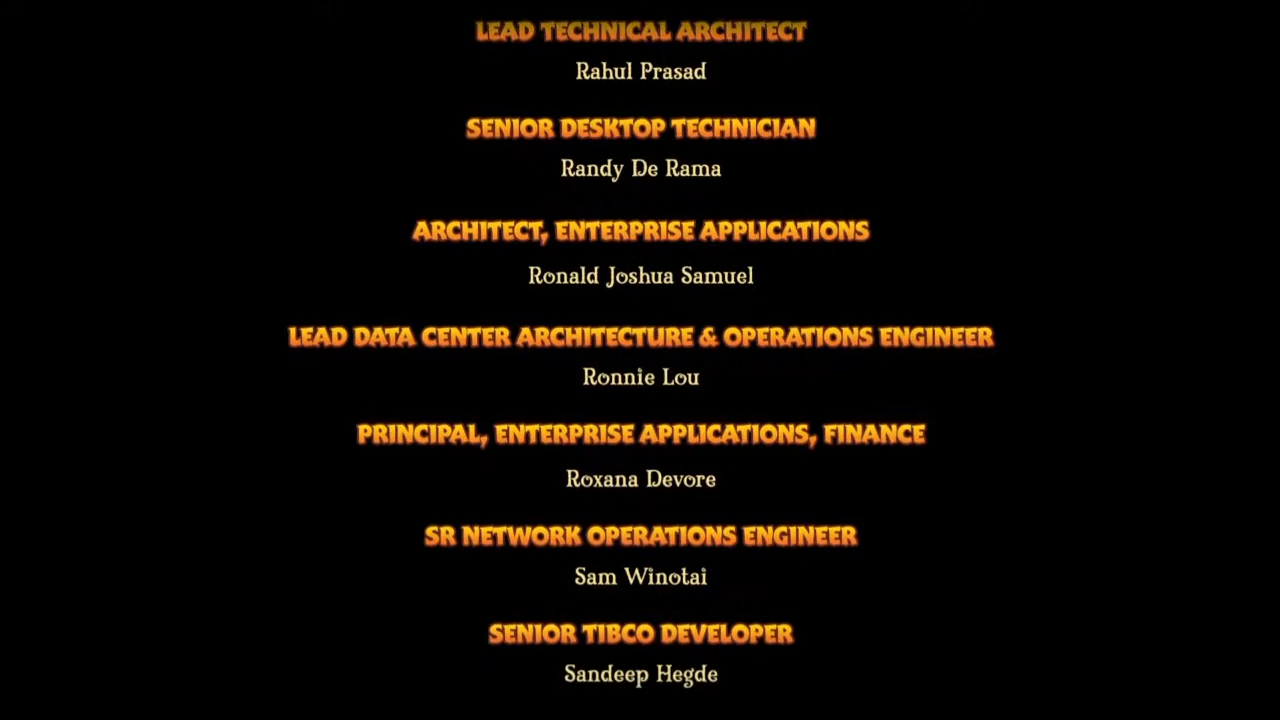 LEAD TECHNICAL ARCHITECT
Rahul Prasad
SENIOR DESKTOP TECHNICIAN
Randy De Rama
ARCHITECT, ENTERPRISE APPLICATIONS
Ronald Joshua Samuel
LEAD DATA CENTER ARCHITECTURE & OPERATIONS ENGINEER
Ronnie Lou
PRINCIPAL, ENTERPRISE APPLICATIONS, FINANCE
Roxana Devore
SR NETWORK OPERATIONS ENGINEER
Sam Winotai
SENIOR TIBCO DEVELOPER
Sandeep Hegde